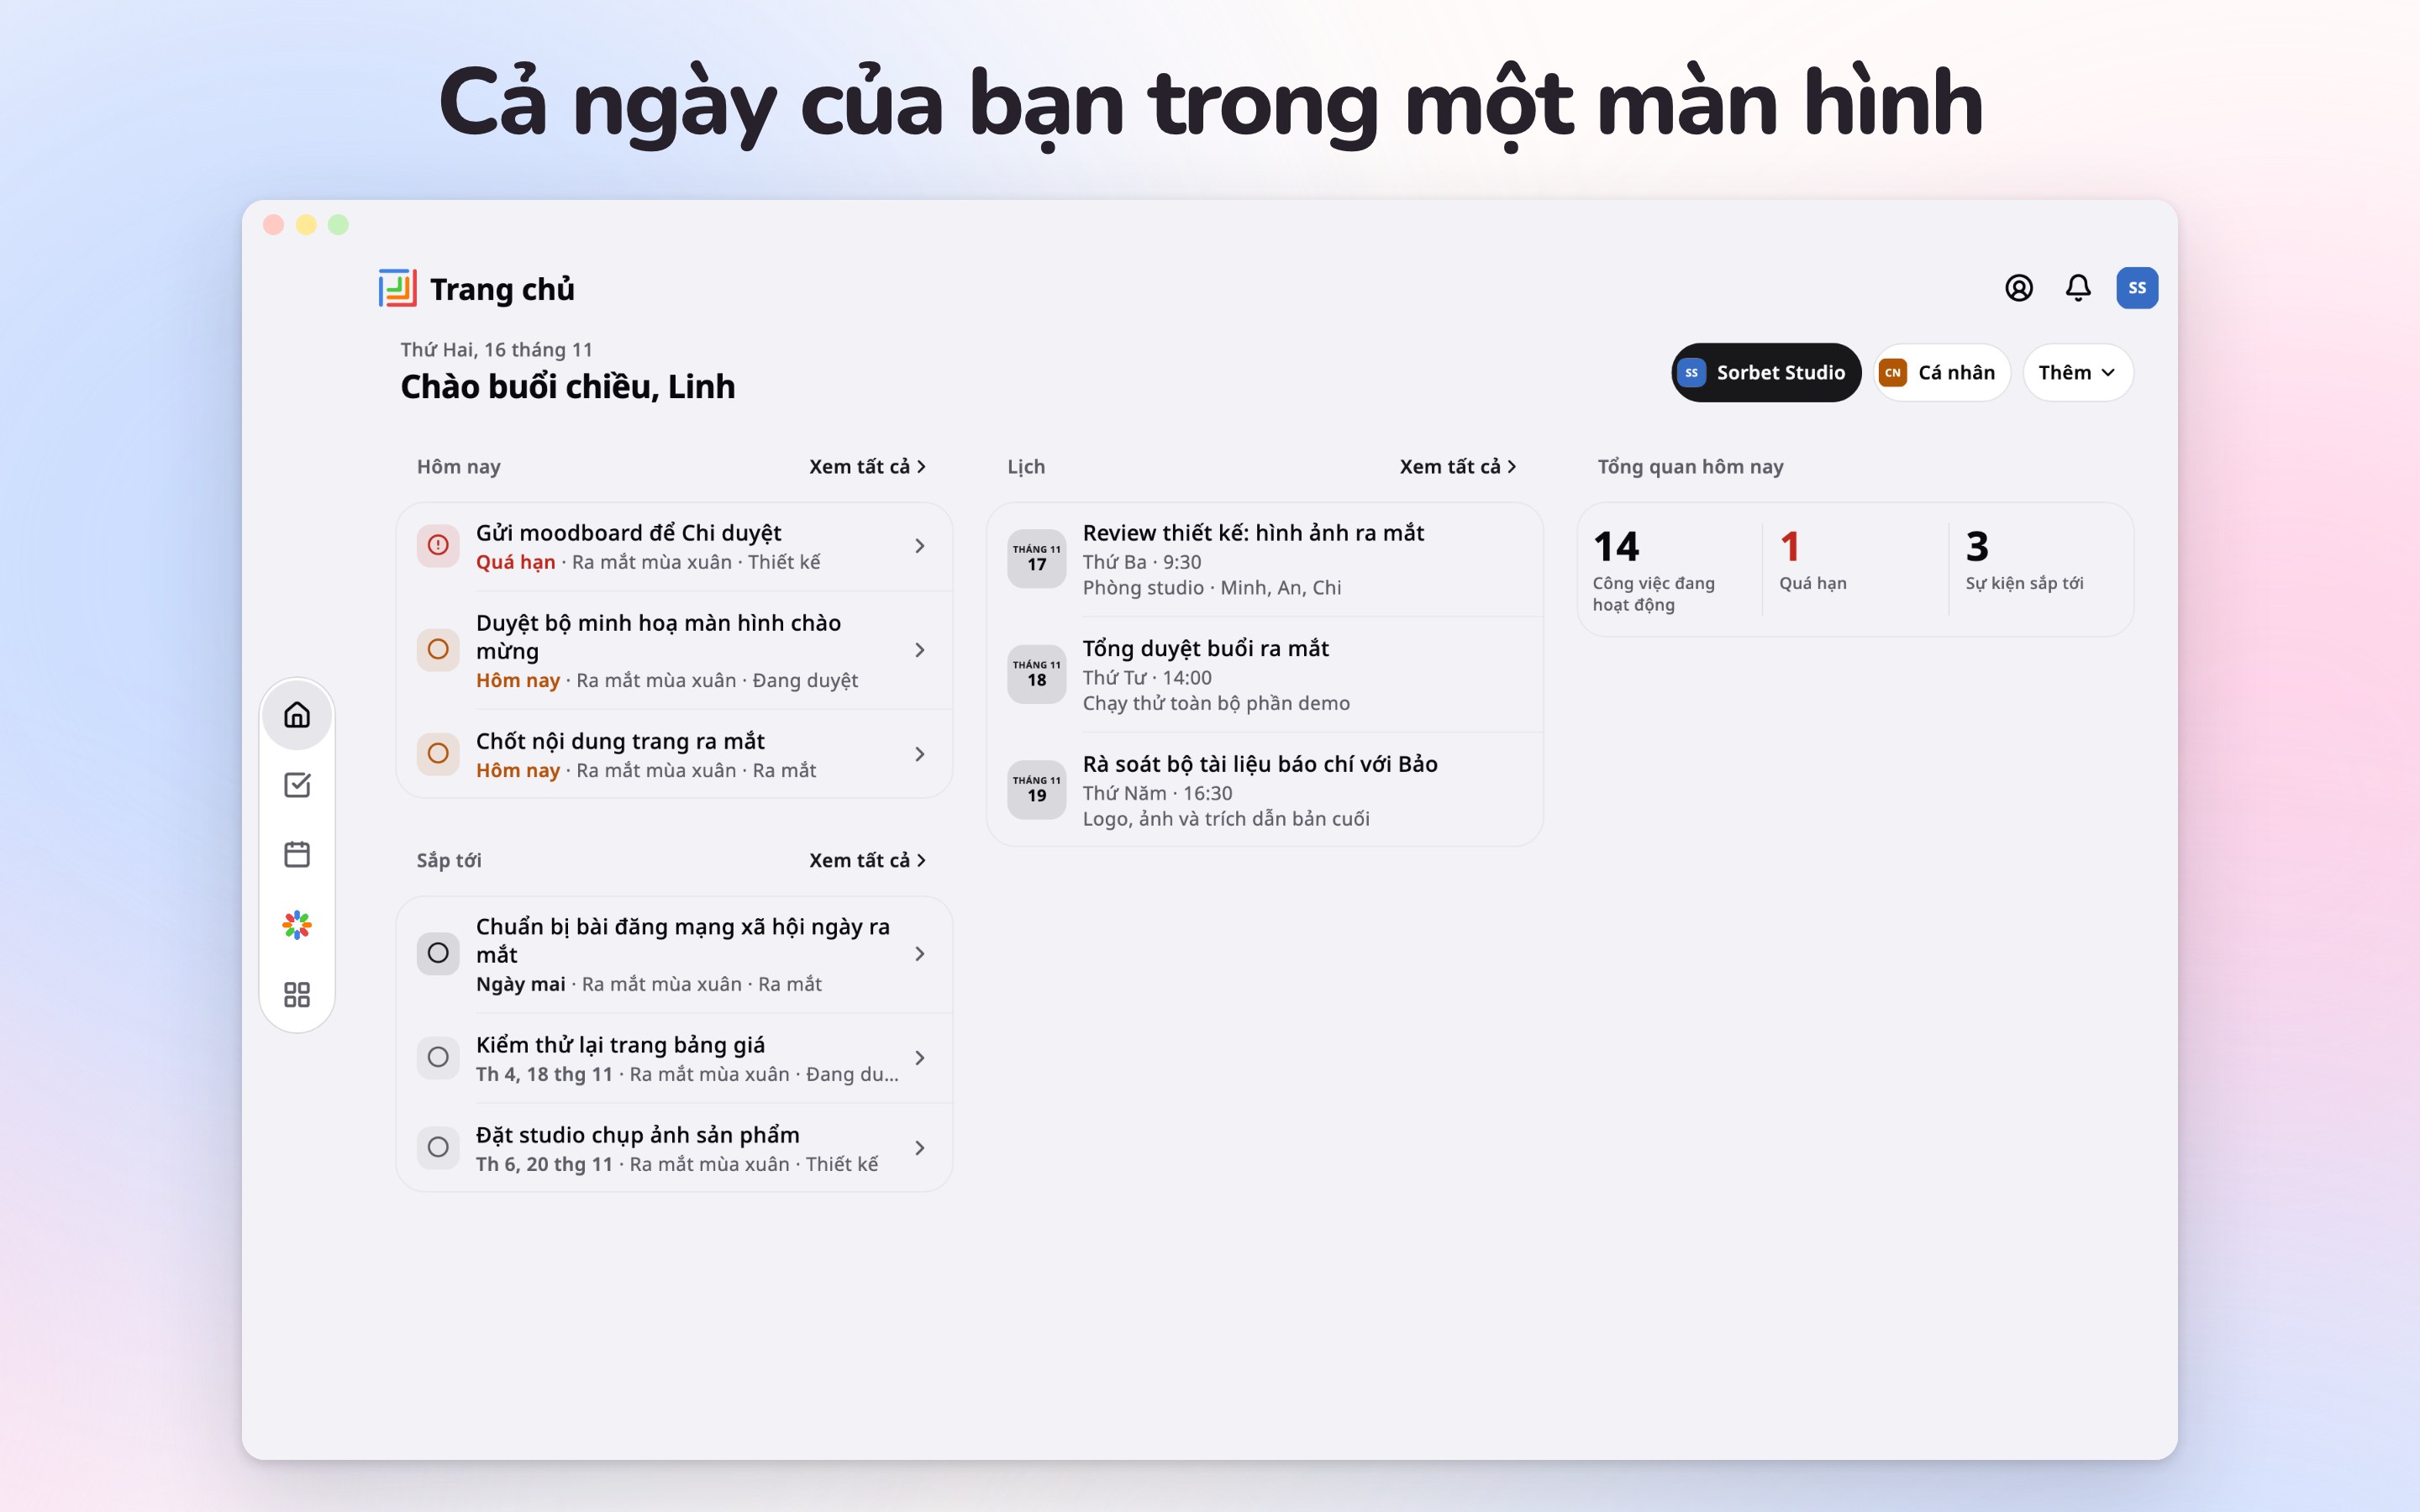 Cả ngày của bạn trong một màn hình
Trang chủ
SS
Thứ Hai, 16 tháng 11
Chào buổi chiều, Linh
SS Sorbet Studio
CN Cá nhân
Thêm
Hôm nay
Xem tất cả
Gửi moodboard để Chi duyệt
Quá hạn · Ra mắt mùa xuân · Thiết kế
Duyệt bộ minh hoạ màn hình chào
mừng
Hôm nay · Ra mắt mùa xuân · Đang duyệt
Chốt nội dung trang ra mắt
Hôm nay · Ra mắt mùa xuân · Ra mắt
Sắp tới
Xem tất cả
Chuẩn bị bài đăng mạng xã hội ngày ra
mắt
Ngày mai · Ra mắt mùa xuân · Ra mắt
Kiểm thử lại trang bảng giá
Th 4, 18 thg 11 · Ra mắt mùa xuân · Đang du...
Đặt studio chụp ảnh sản phẩm
Th 6, 20 thg 11 · Ra mắt mùa xuân · Thiết kế
Lịch
Xem tất cả
THÁNG 11
17
Review thiết kế: hình ảnh ra mắt
Thứ Ba · 9:30
Phòng studio · Minh, An, Chi
THÁNG 11
18
Tổng duyệt buổi ra mắt
Thứ Tư · 14:00
Chạy thử toàn bộ phần demo
THÁNG 11
19
Rà soát bộ tài liệu báo chí với Bảo
Thứ Năm · 16:30
Logo, ảnh và trích dẫn bản cuối
Tổng quan hôm nay
14
Công việc đang
hoạt động
1
Quá hạn
3
Sự kiện sắp tới